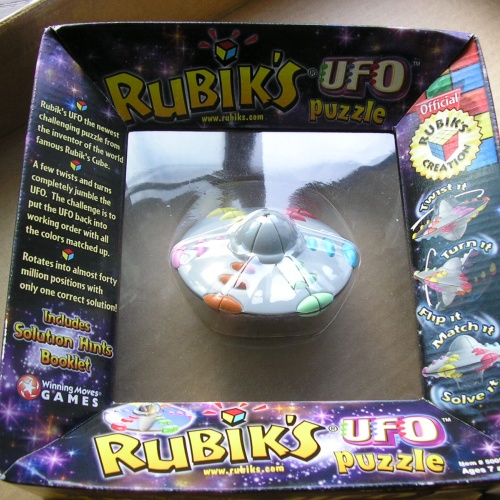 RUBIK'S® UFO™
puzzle
www.rubiks.com
Official
RUBIK'S
CREATION
Rubik's UFO the newest
challenging puzzle from
the inventor of the world
famous Rubik's Cube.
A few twists and turns
completely jumble the
UFO. The challenge is to
put the UFO back into
working order with all
the colors matched up.
Rotates into almost forty
million positions with
only one correct solution!
Includes
Solution Hints
Booklet
Winning Moves®
GAMES
Twist it
Turn it
Flip it
Match it
Solve it
RUBIK'S® UFO™
puzzle
www.rubiks.com
Item #
Ages